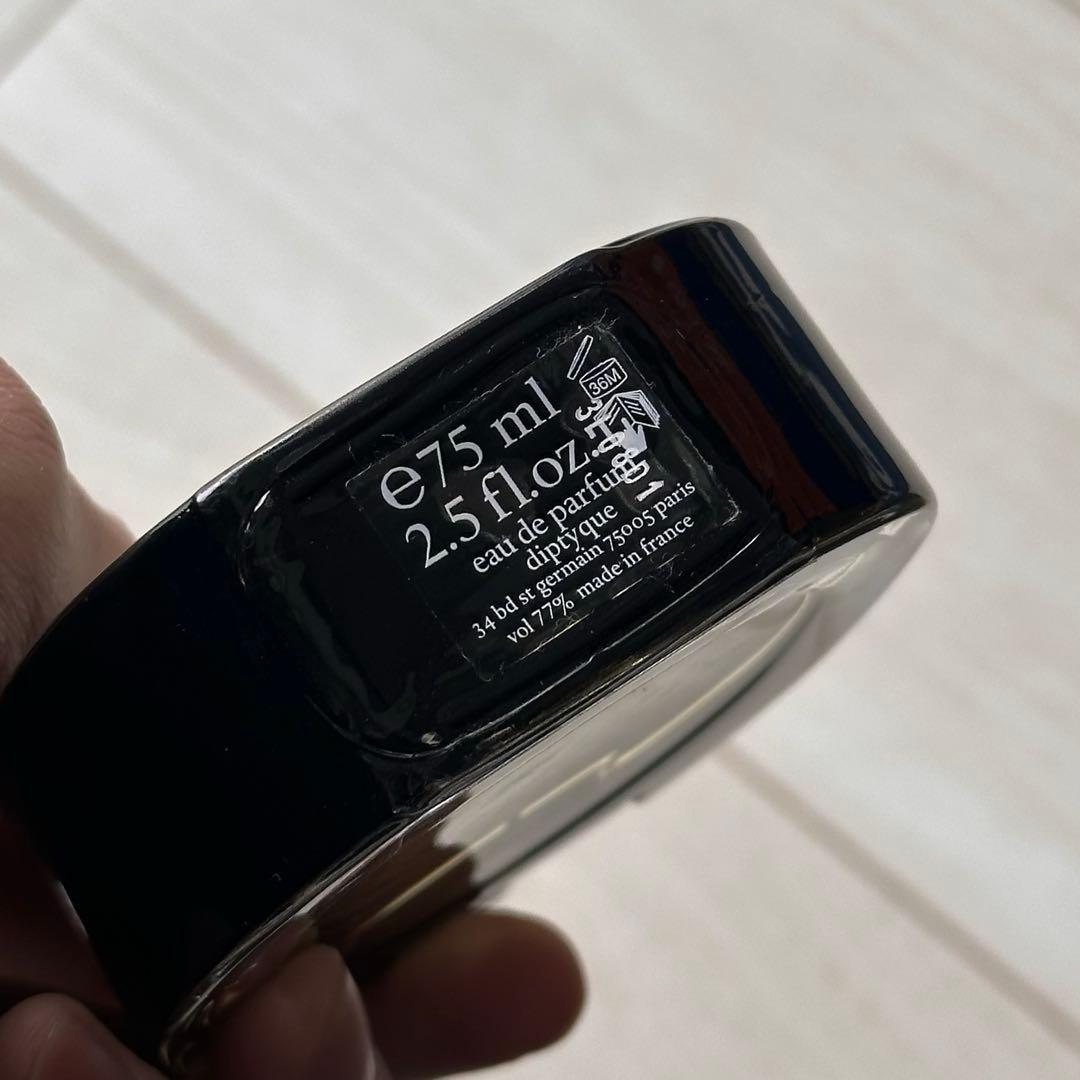 36M
e75 ml
2.5 fl.oz.
eau de parfum
diptyque
34 bd st germain 75005 paris
vol 77% made in france